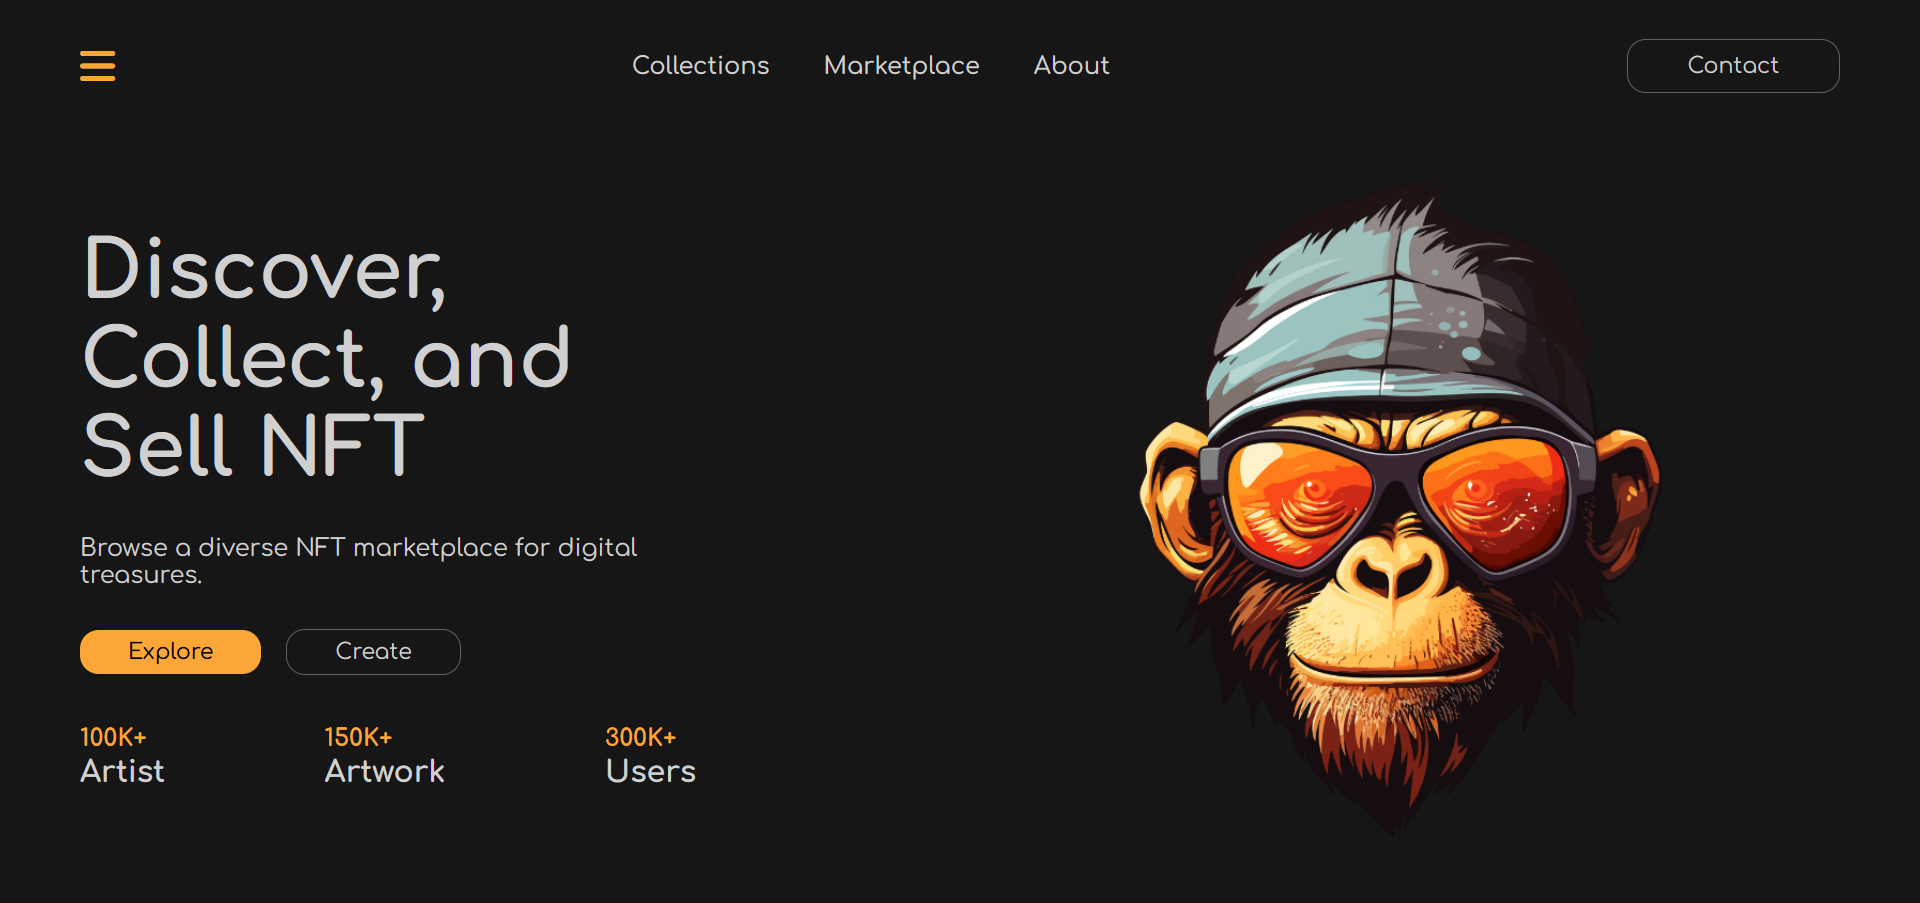 Collections Marketplace About Contact
Discover,
Collect, and
Sell NFT
Browse a diverse NFT marketplace for digital
treasures.
Explore Create
100K+ 150K+ 300K+
Artist Artwork Users